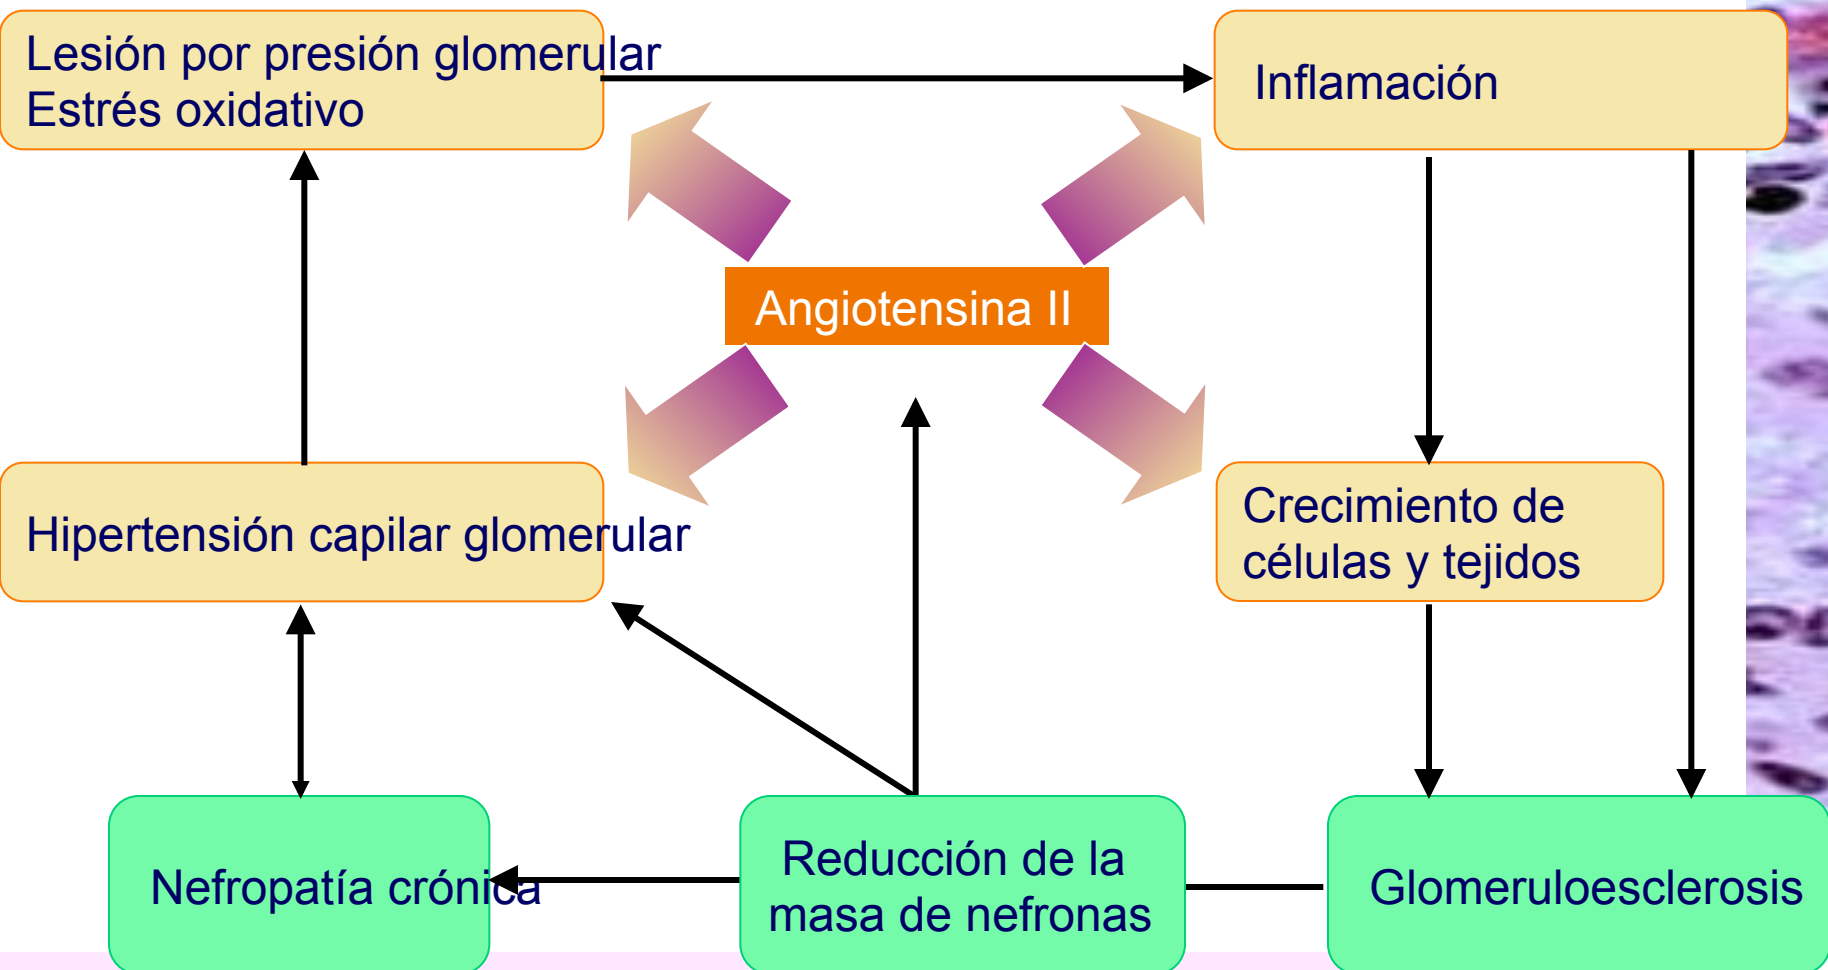 Lesión por presión glomerular
Estrés oxidativo
Inflamación
Angiotensina II
Hipertensión capilar glomerular
Crecimiento de
células y tejidos
Nefropatía crónica
Reducción de la
masa de nefronas
Glomeruloesclerosis